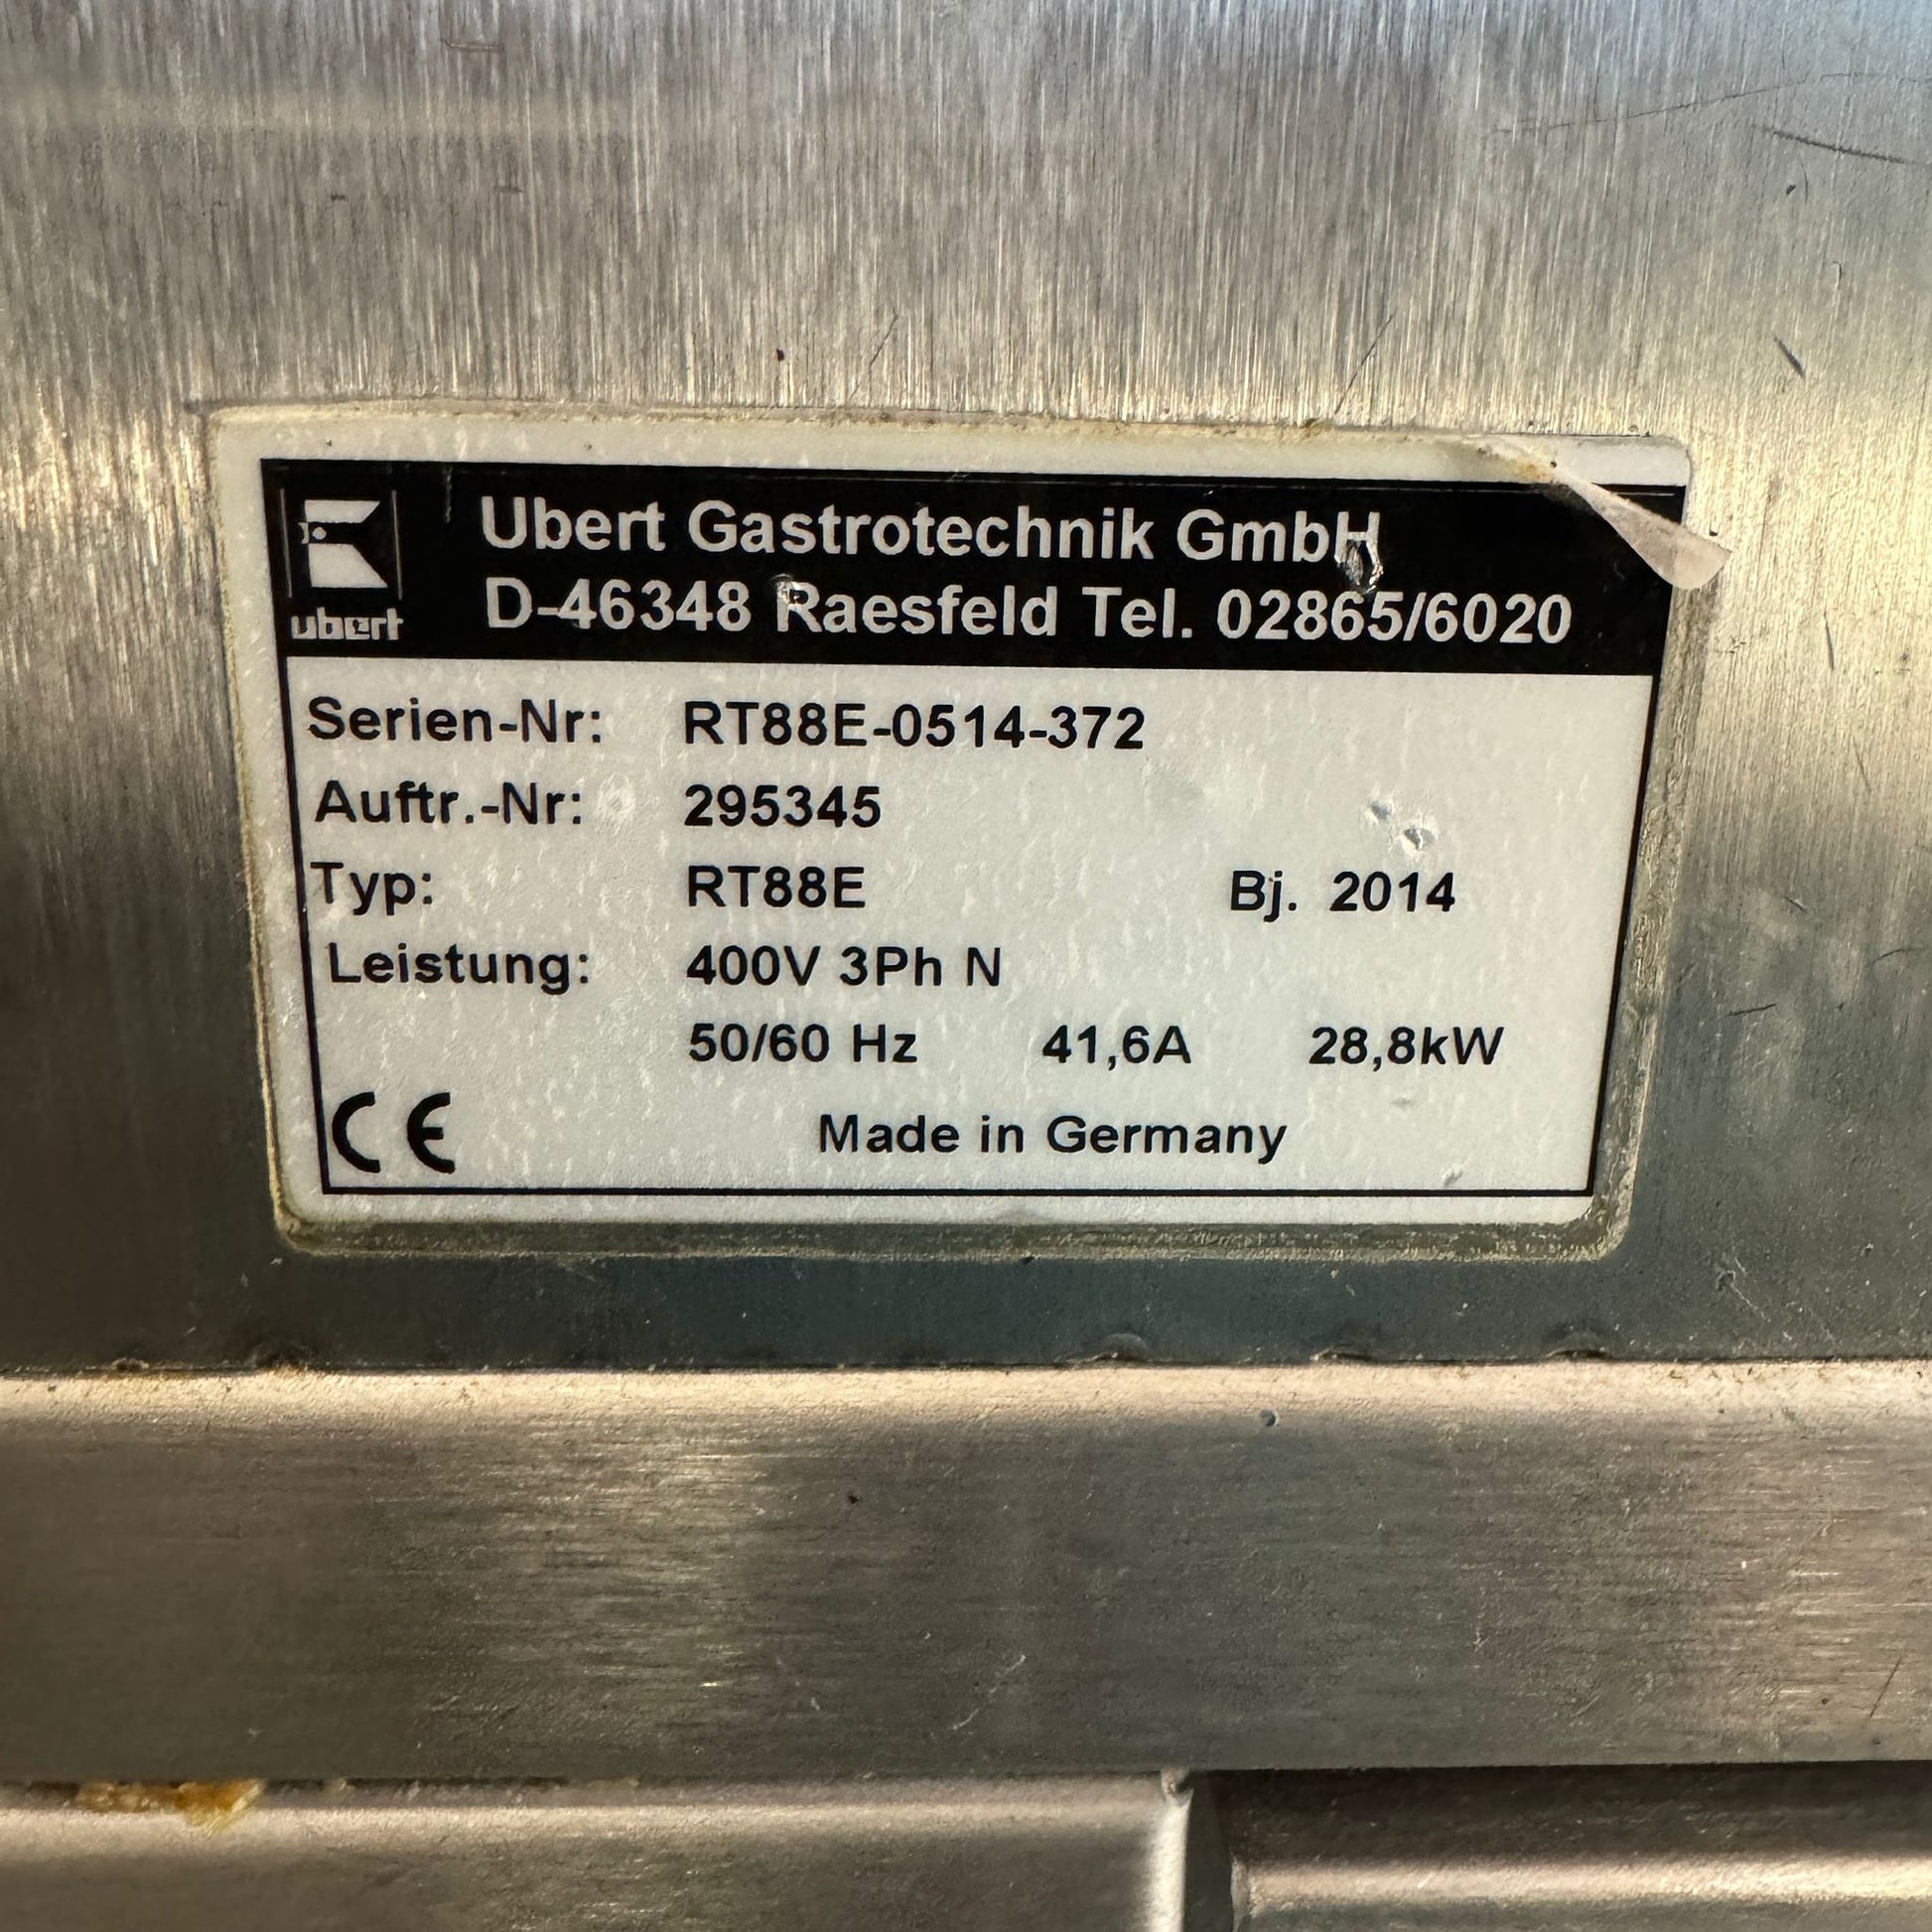 ubert
Ubert Gastrotechnik GmbH
D-46348 Raesfeld Tel. 02865/6020
Serien-Nr: RT88E-0514-372
Auftr.-Nr: 295345
Typ: RT88E Bj. 2014
Leistung: 400V 3Ph N
50/60 Hz 41,6A 28,8kW
CE Made in Germany